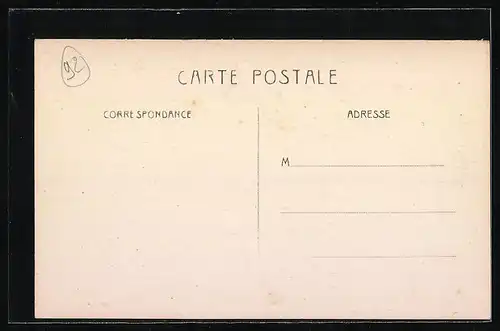 92
CARTE POSTALE
CORRESPONDANCE
ADRESSE
M